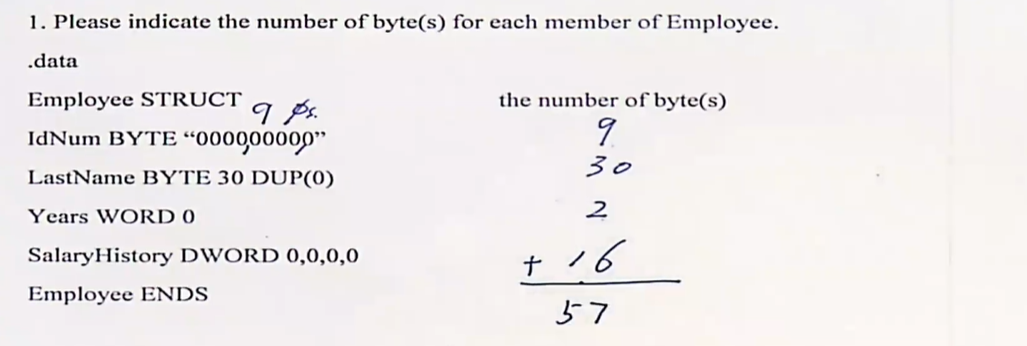 1. Please indicate the number of byte(s) for each member of Employee.
.data
Employee STRUCT the number of byte(s)
9 0s.
IdNum BYTE “000000000” 9
LastName BYTE 30 DUP(0) 30
Years WORD 0 2
SalaryHistory DWORD 0,0,0,0 + 16
Employee ENDS 57